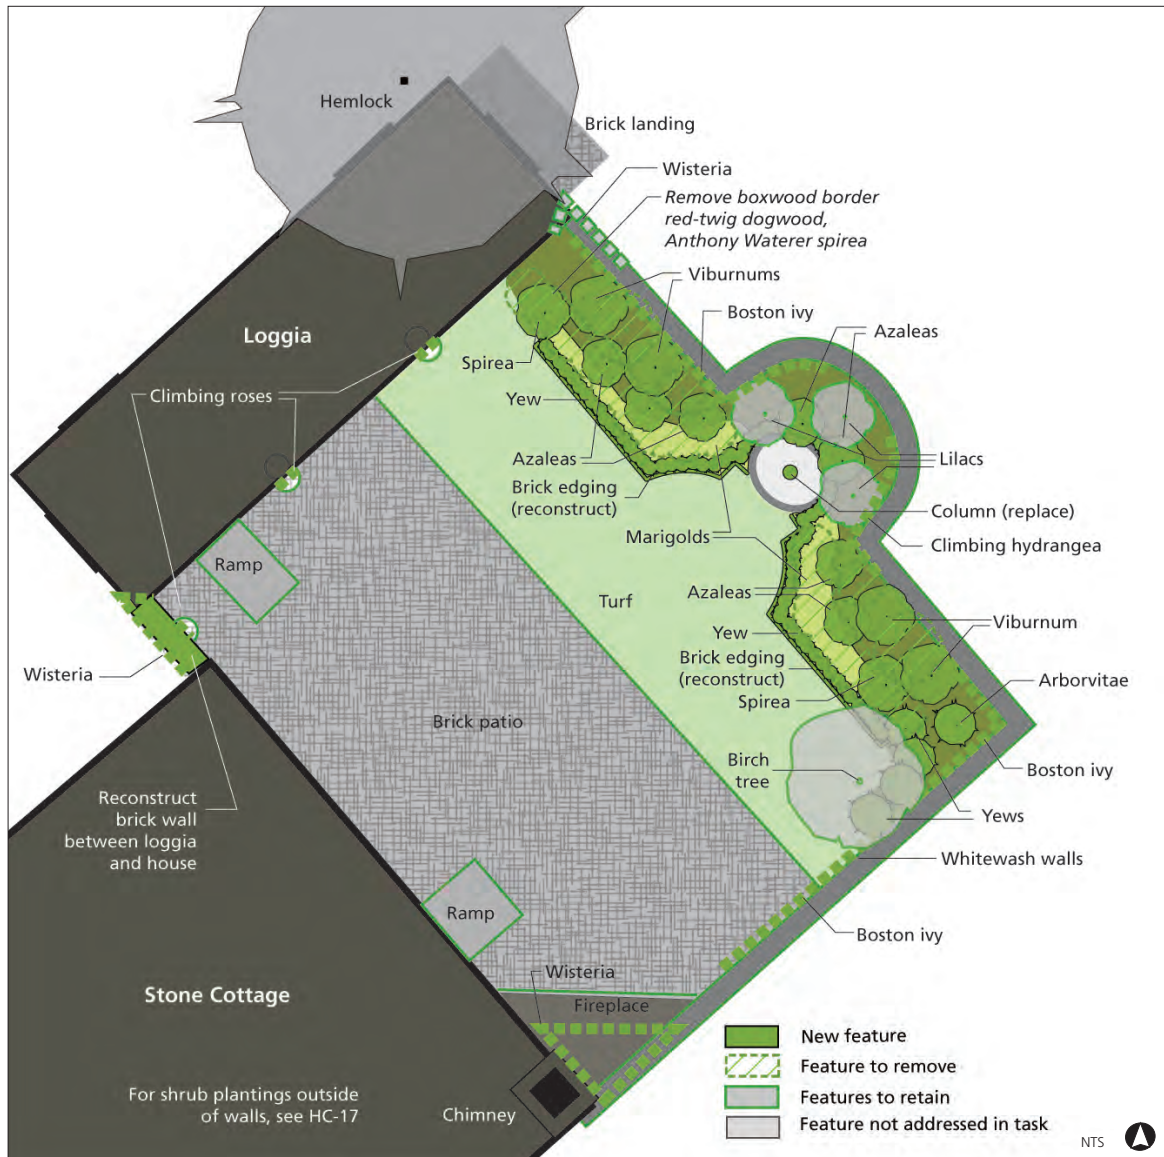 Hemlock
Brick landing
Wisteria
Remove boxwood border
red-twig dogwood,
Anthony Waterer spirea
Viburnums
Boston ivy
Azaleas
Loggia
Spirea
Climbing roses
Yew
Azaleas
Lilacs
Brick edging
(reconstruct)
Column (replace)
Marigolds
Climbing hydrangea
Ramp
Azaleas
Turf
Viburnum
Yew
Brick edging
(reconstruct)
Wisteria
Arborvitae
Spirea
Brick patio
Birch
tree
Boston ivy
Reconstruct
brick wall
between loggia
and house
Yews
Whitewash walls
Ramp
Boston ivy
Wisteria
Stone Cottage
Fireplace
New feature
Feature to remove
For shrub plantings outside
of walls, see HC-17
Features to retain
Chimney
Feature not addressed in task
NTS